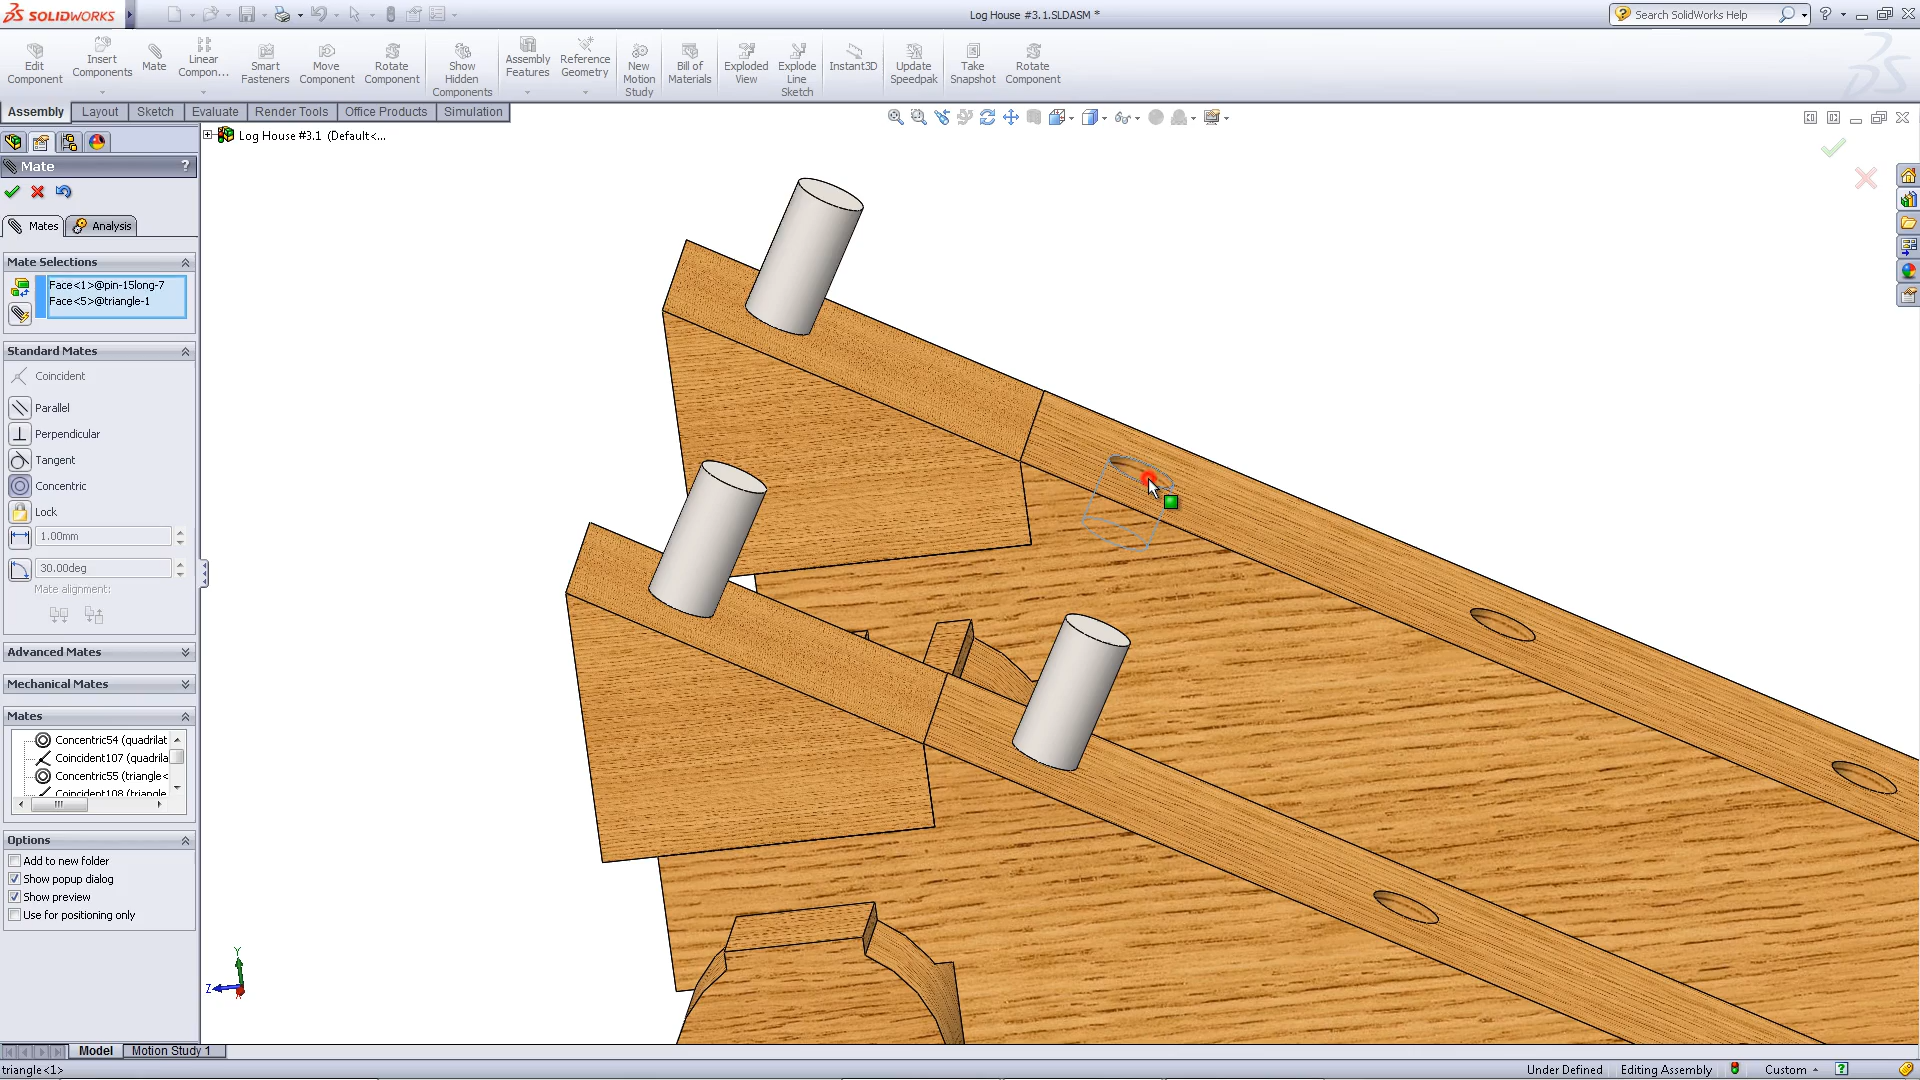 SOLIDWORKS
Log House #3.1.SLDASM *
Search SolidWorks Help
Edit Component
Insert Components
Mate
Linear Compon...
Smart Fasteners
Move Component
Rotate Component
Show Hidden Components
Assembly Features
Reference Geometry
New Motion Study
Bill of Materials
Exploded View
Explode Line Sketch
Instant3D
Update Speedpak
Take Snapshot
Rotate Component
Assembly
Layout
Sketch
Evaluate
Render Tools
Office Products
Simulation
Log House #3.1 (Default<...
Mate
?
Mates
Analysis
Mate Selections
Face<1>@pin-15long-7
Face<5>@triangle-1
Standard Mates
Coincident
Parallel
Perpendicular
Tangent
Concentric
Lock
1.00mm
30.00deg
Mate alignment:
Advanced Mates
Mechanical Mates
Mates
Concentric54 (quadrilat
Coincident107 (quadrila
Concentric55 (triangle<
Coincident108 (triangle
Options
Add to new folder
Show popup dialog
Show preview
Use for positioning only
Y
Z
Model
Motion Study 1
triangle<1>
Under Defined
Editing Assembly
Custom
?